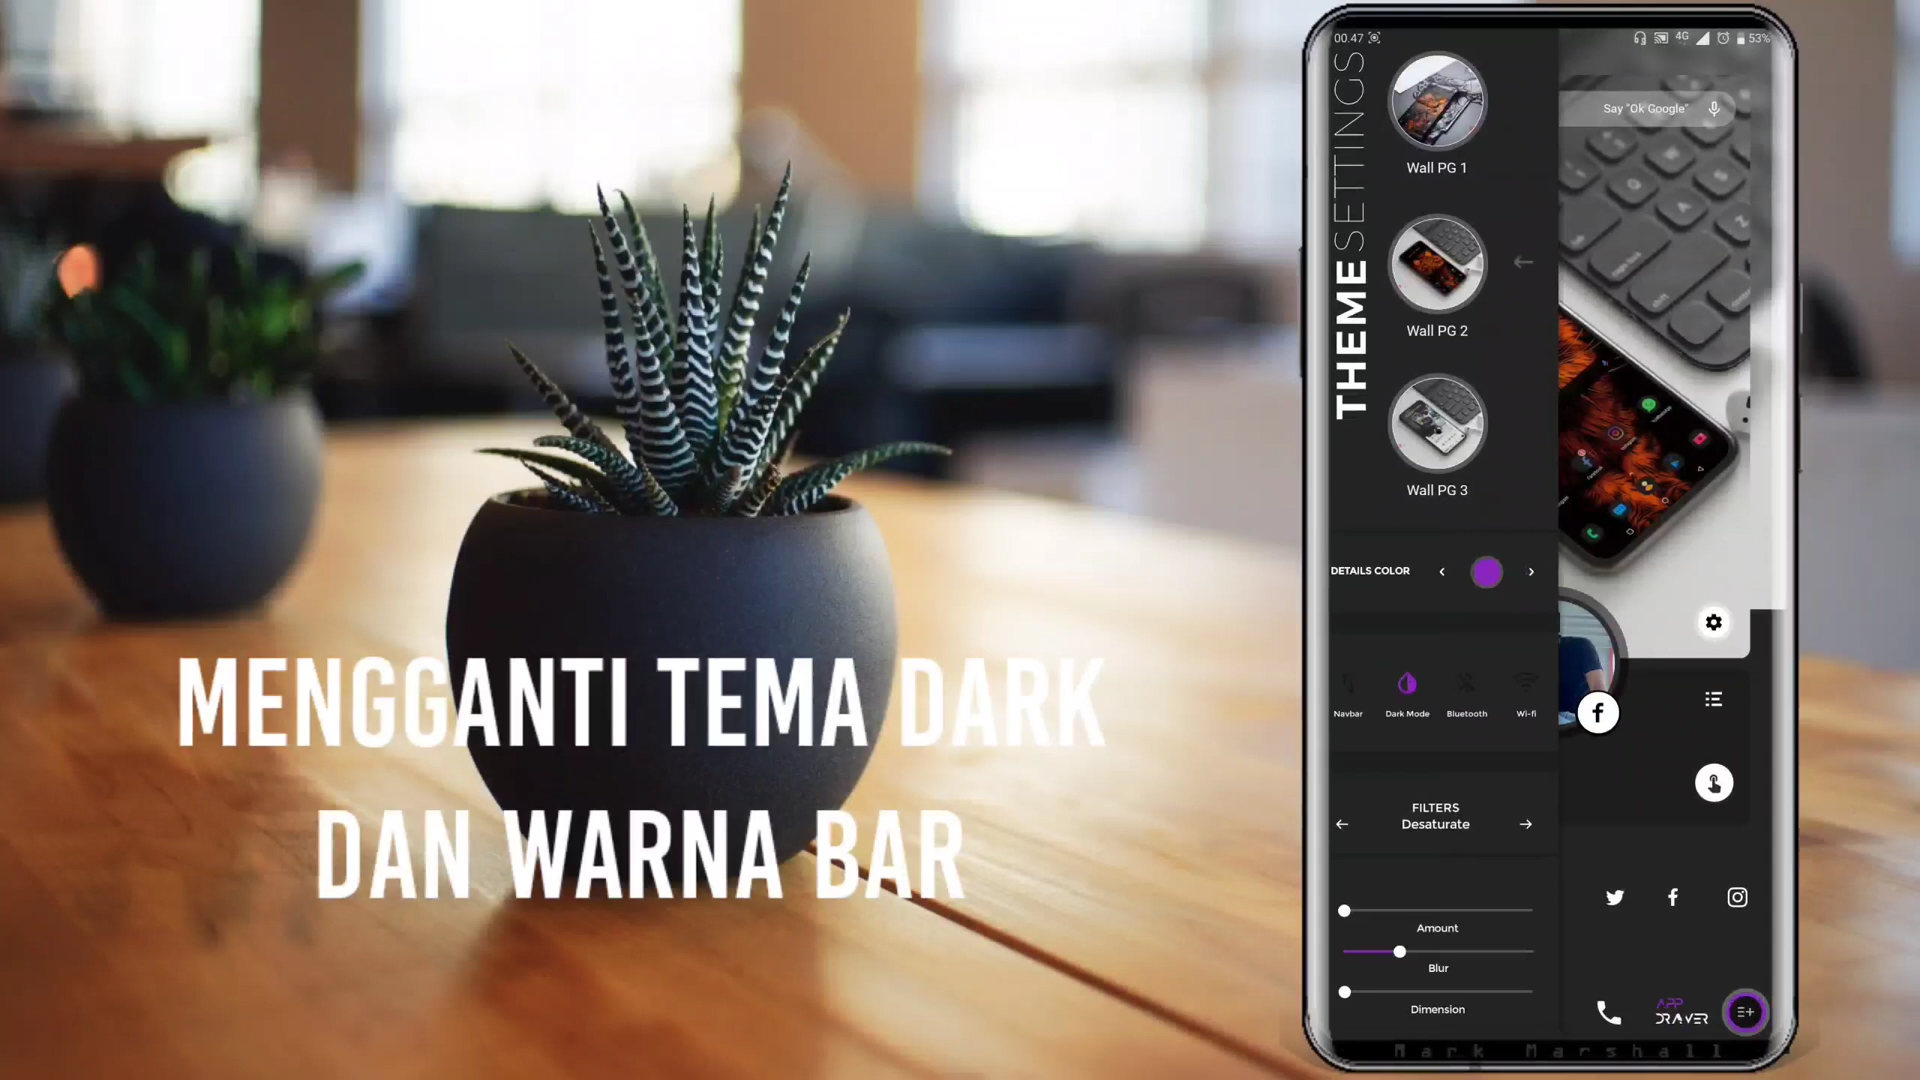 MENGGANTI TEMA DARK
DAN WARNA BAR
00.47
4G
53%
THEMESETTINGS
Say "Ok Google"
Wall PG 1
Wall PG 2
Wall PG 3
DETAILS COLOR
Navbar
Dark Mode
Bluetooth
Wi-fi
FILTERS
Desaturate
Amount
Blur
Dimension
APP
DRAVER
Mark Marshall